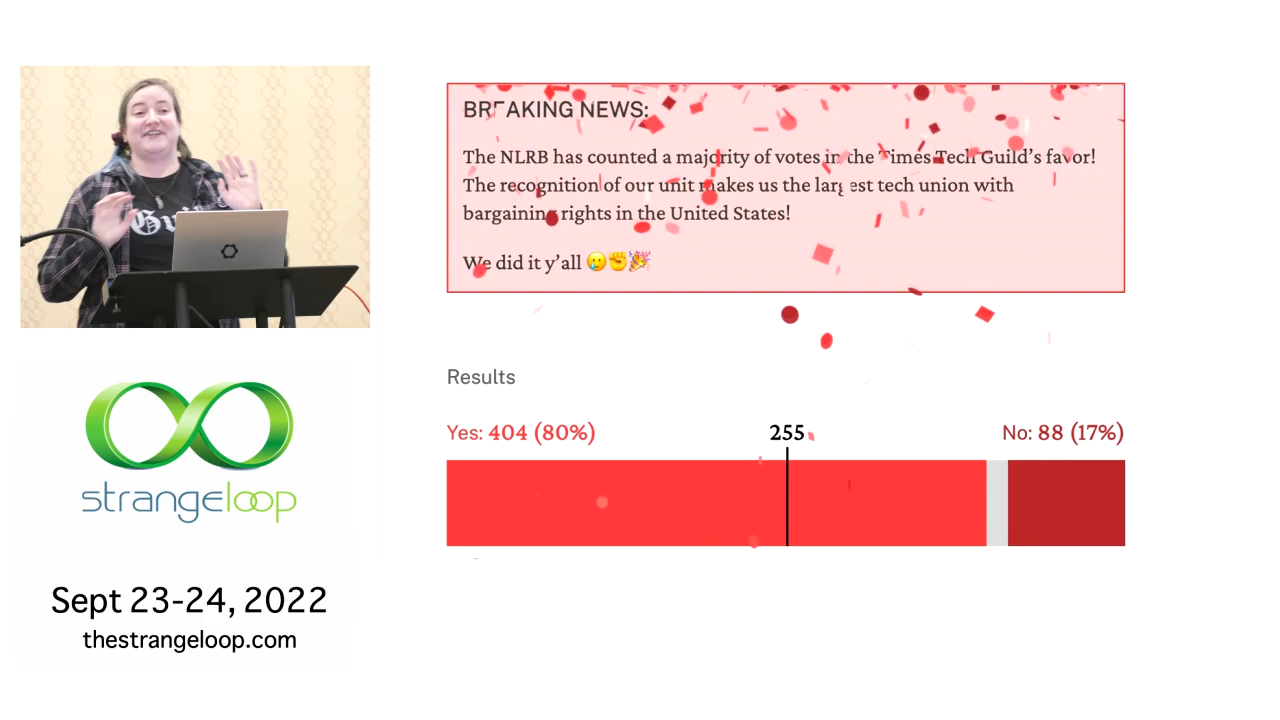 BREAKING NEWS:
The NLRB has counted a majority of votes in the Times Tech Guild’s favor!
The recognition of our unit makes us the largest tech union with
bargaining rights in the United States!
We did it y’all 🥲✊🎉
Results
Yes: 404 (80%)
255
No: 88 (17%)
strangeloop
Sept 23-24, 2022
thestrangeloop.com